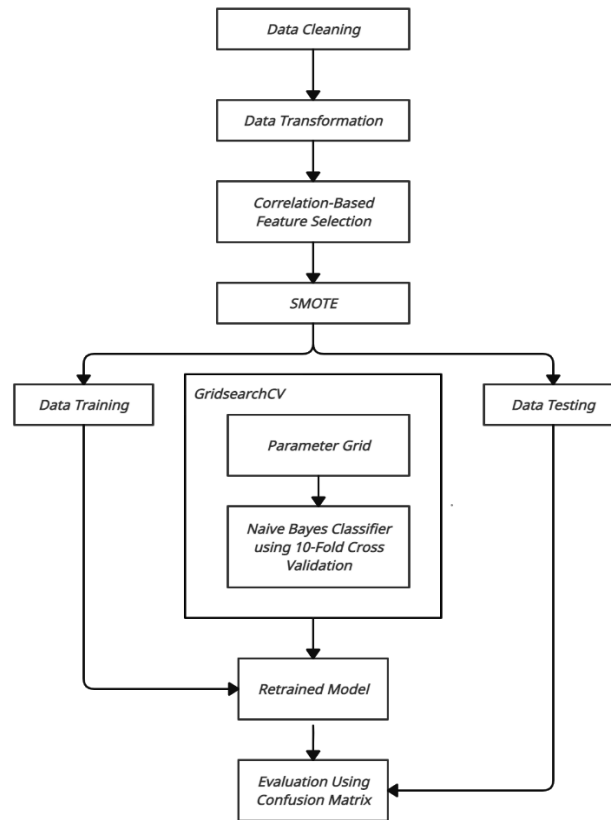 Data Cleaning
Data Transformation
Correlation-Based
Feature Selection
SMOTE
Data Training
GridsearchCV
Data Testing
Parameter Grid
Naive Bayes Classifier
using 10-Fold Cross
Validation
Retrained Model
Evaluation Using
Confusion Matrix